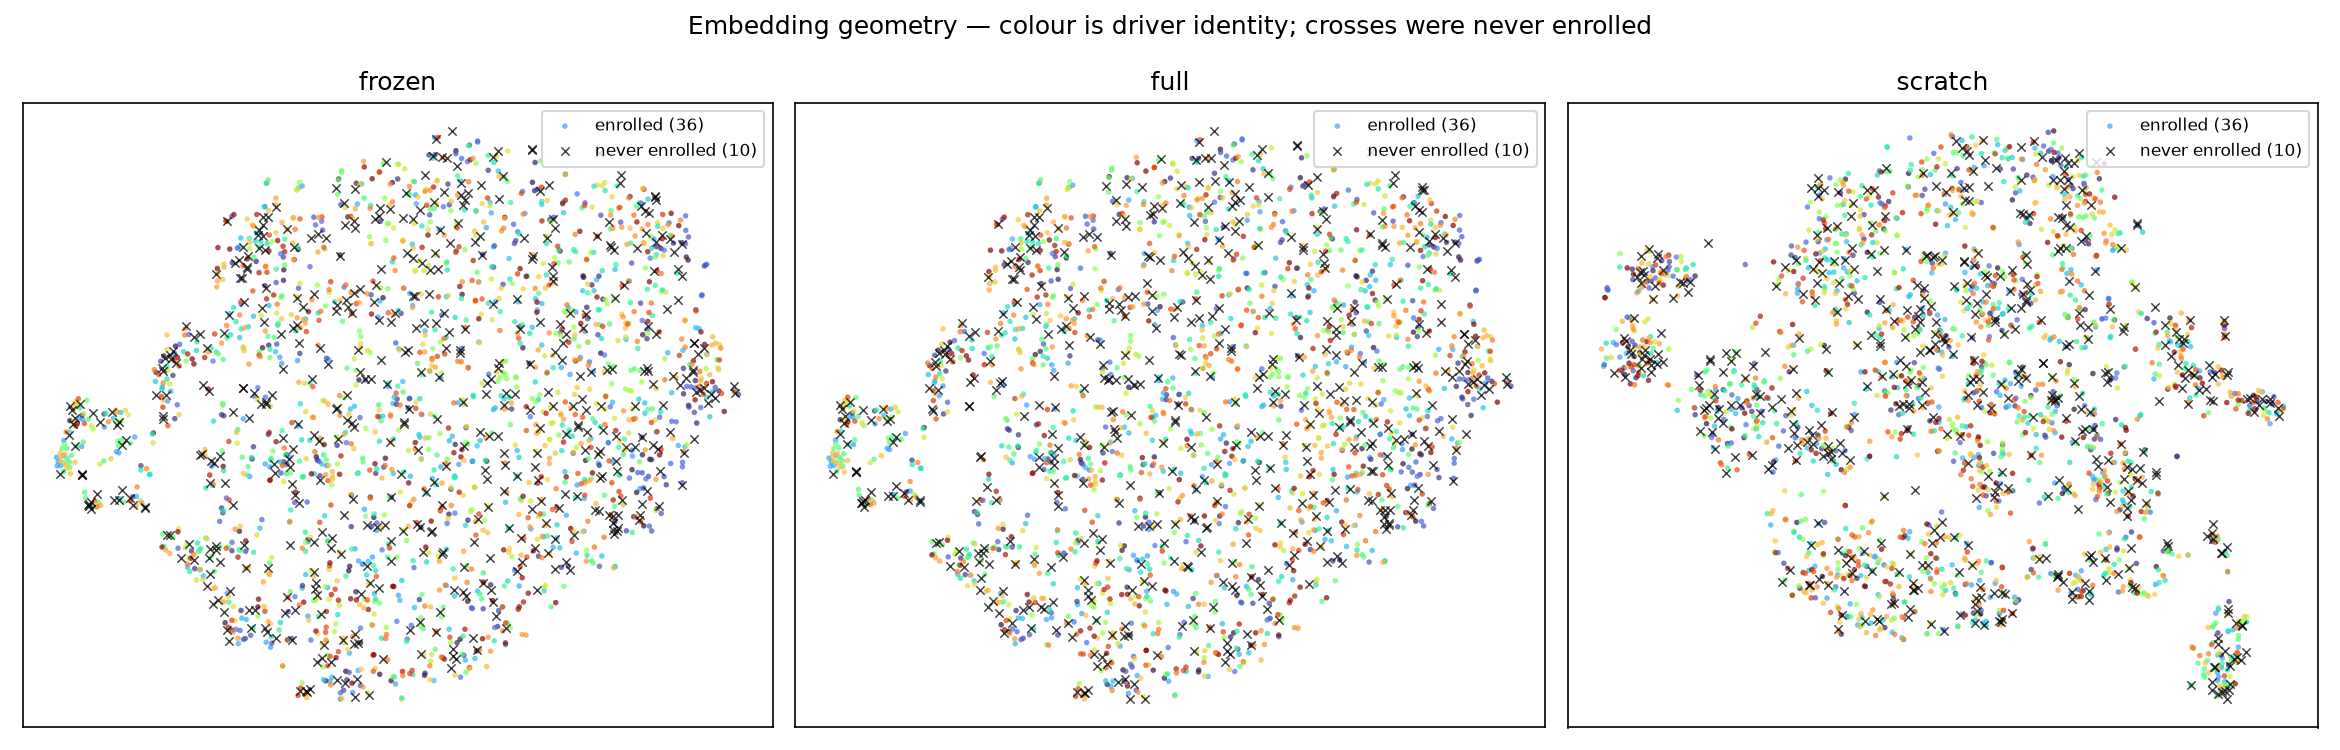 Embedding geometry — colour is driver identity; crosses were never enrolled
frozen
enrolled (36)
never enrolled (10)
full
enrolled (36)
never enrolled (10)
scratch
enrolled (36)
never enrolled (10)